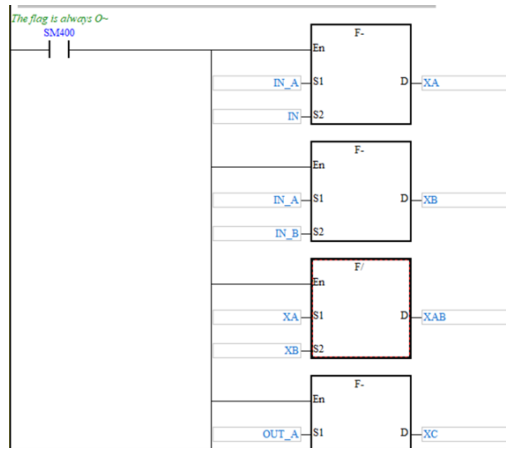 The flag is always O~
SM400
F-
En
IN_A S1 D XA
IN S2
F-
En
IN_A S1 D XB
IN_B S2
F/
En
XA S1 D XAB
XB S2
F-
En
OUT_A S1 D XC